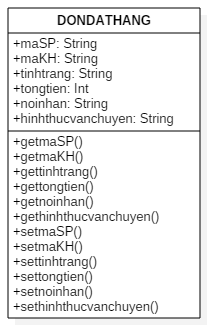 DONDATHANG
+maSP: String
+maKH: String
+tinhtrang: String
+tongtien: Int
+noinhan: String
+hinhthucvanchuyen: String
+getmaSP()
+getmaKH()
+gettinhtrang()
+gettongtien()
+getnoinhan()
+gethinhthucvanchuyen()
+setmaSP()
+setmaKH()
+settinhtrang()
+settongtien()
+setnoinhan()
+sethinhthucvanchuyen()